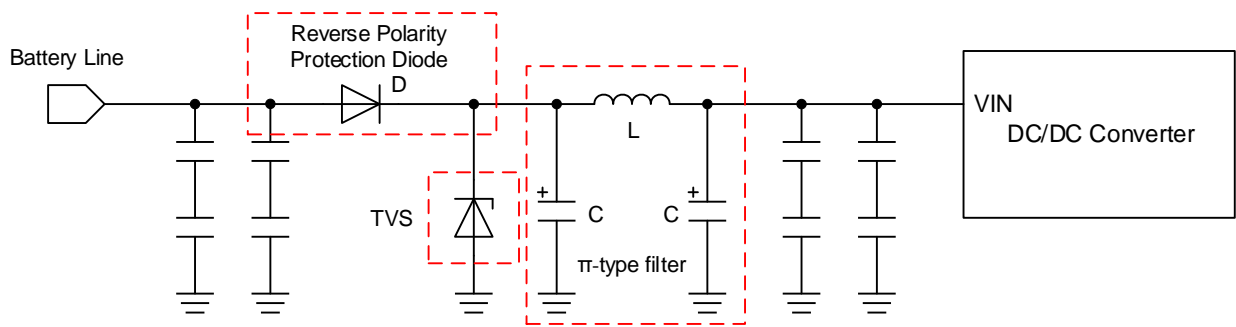 Battery Line
Reverse Polarity
Protection Diode
D
TVS
+
C
L
+
C
π-type filter
VIN
DC/DC Converter